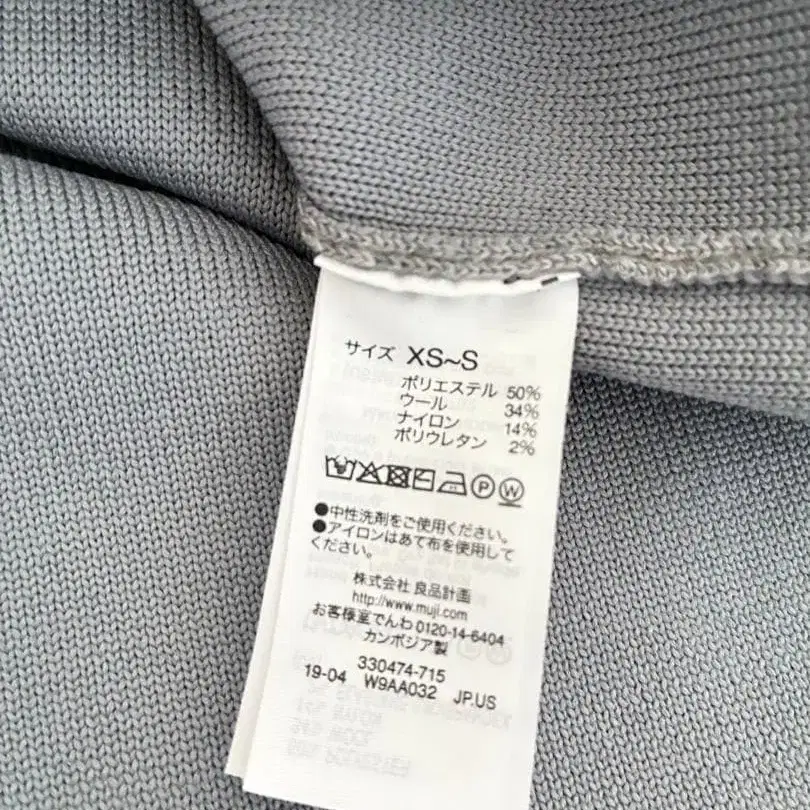 サイズ XS~S
ポリエステル 50%
ウール 34%
ナイロン 14%
ポリウレタン 2%
P W
●中性洗剤をご使用ください。
●アイロンはあて布を使用して
ください。
株式会社 良品計画
http://www.muji.com
お客様室でんわ 0120-14-6404
カンボジア製
330474-715
19-04 W9AA032 JP.US